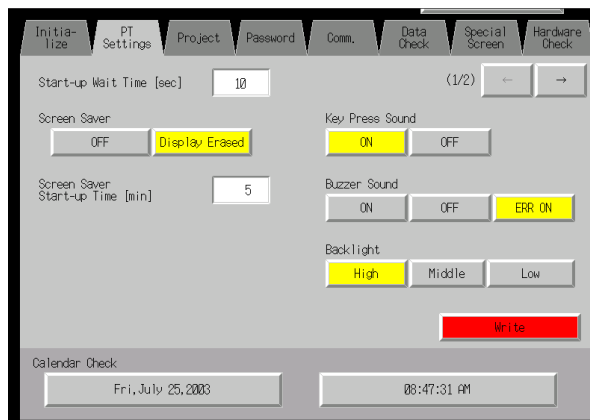 Initia-
lize
PT
Settings
Project
Password
Comm.
Data
Check
Special
Screen
Hardware
Check
Start-up Wait Time [sec]
10
(1/2)
←
→
Screen Saver
OFF
Display Erased
Key Press Sound
ON
OFF
Screen Saver
Start-up Time [min]
5
Buzzer Sound
ON
OFF
ERR ON
Backlight
High
Middle
Low
Write
Calendar Check
Fri,July 25,2003
08:47:31 AM